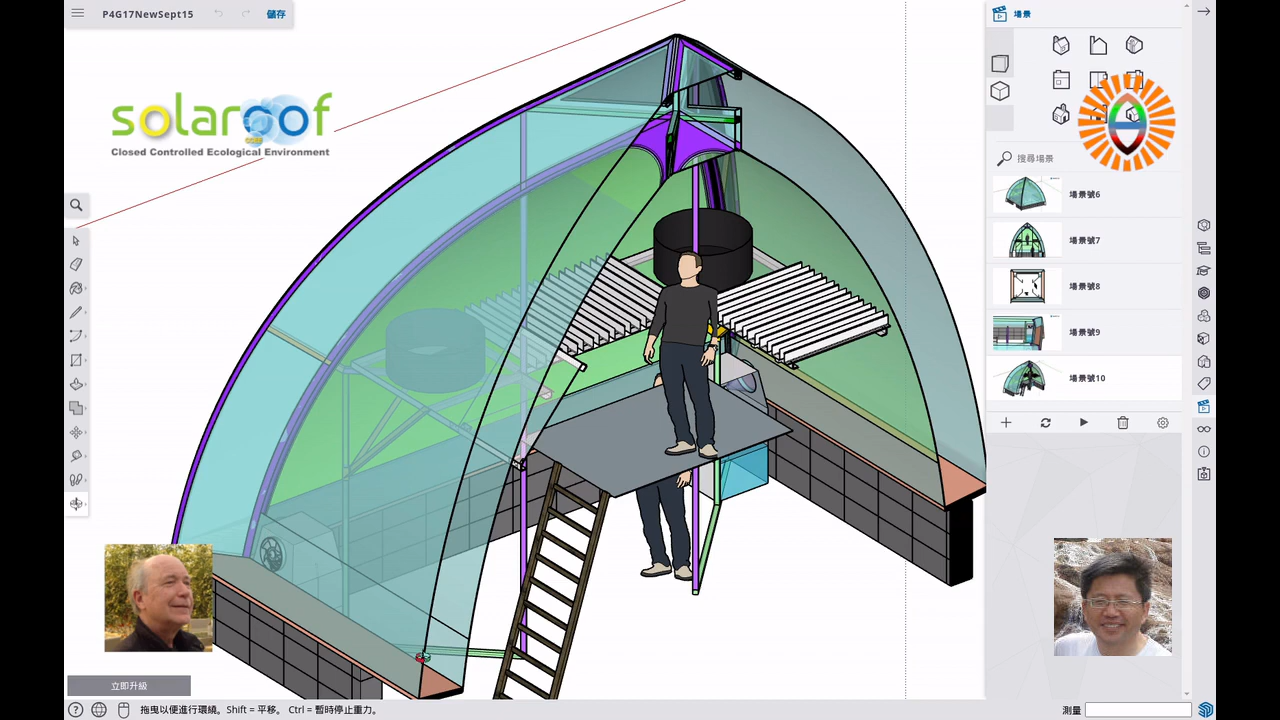 P4G17NewSept15
儲存
場景
solaroof
Closed Controlled Ecological Environment
搜尋場景
場景號6
場景號7
場景號8
場景號9
場景號10
立即升級
拖曳以便進行環繞。Shift = 平移。 Ctrl = 暫時停止重力。
測量